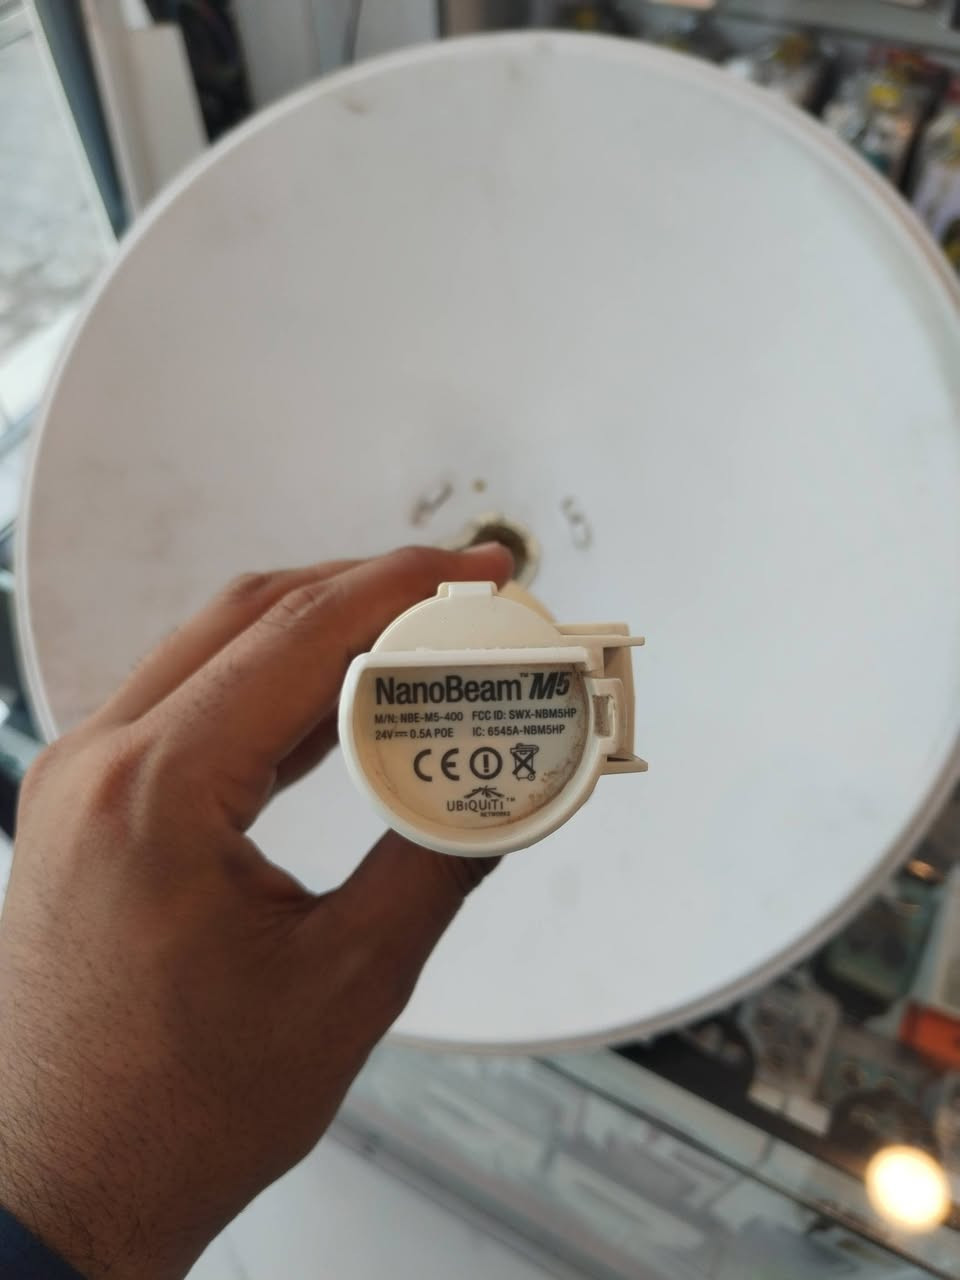 NanoBeam™ M5
M/N: NBE-M5-400 FCC ID: SWX-NBM5HP
24V⎓0.5A POE IC: 6545A-NBM5HP
CE
UBiQUiTi™
NETWORKS